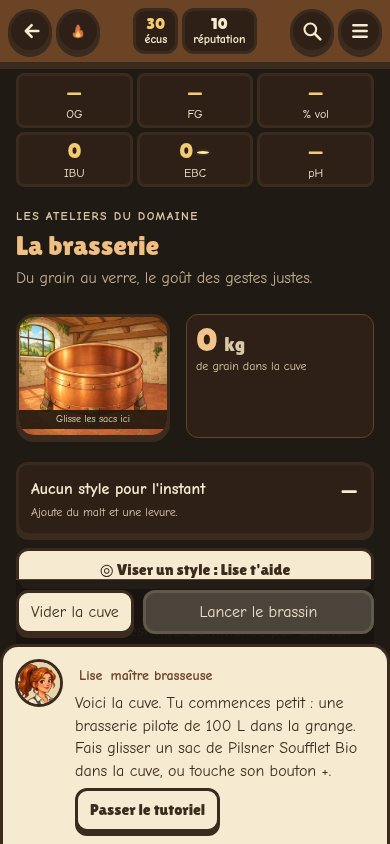 30
écus
10
réputation
—
OG
—
FG
—
% vol
0
IBU
0
EBC
—
pH
LES ATELIERS DU DOMAINE
La brasserie
Du grain au verre, le goût des gestes justes.
Glisse les sacs ici
0 kg
de grain dans la cuve
Aucun style pour l'instant
—
Ajoute du malt et une levure.
◎ Viser un style : Lise t'aide
Vider la cuve
Lancer le brassin
Lise maître brasseuse
Voici la cuve. Tu commences petit : une
brasserie pilote de 100 L dans la grange.
Fais glisser un sac de Pilsner Soufflet Bio
dans la cuve, ou touche son bouton +.
Passer le tutoriel